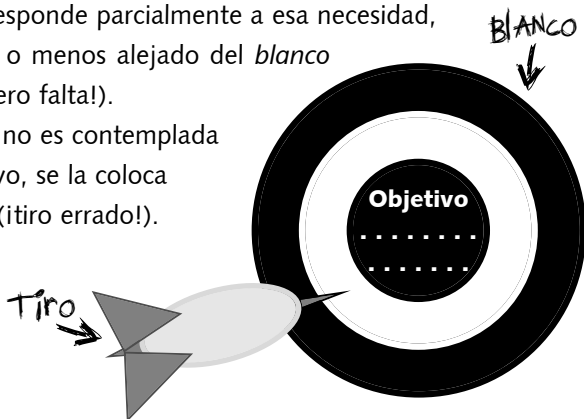 esponde parcialmente a esa necesidad,
o menos alejado del blanco
ero falta!).
no es contemplada
vo, se la coloca
(¡tiro errado!).
BlANCO
Objetivo
. . . . . . . .
. . . . . . .
Tiro